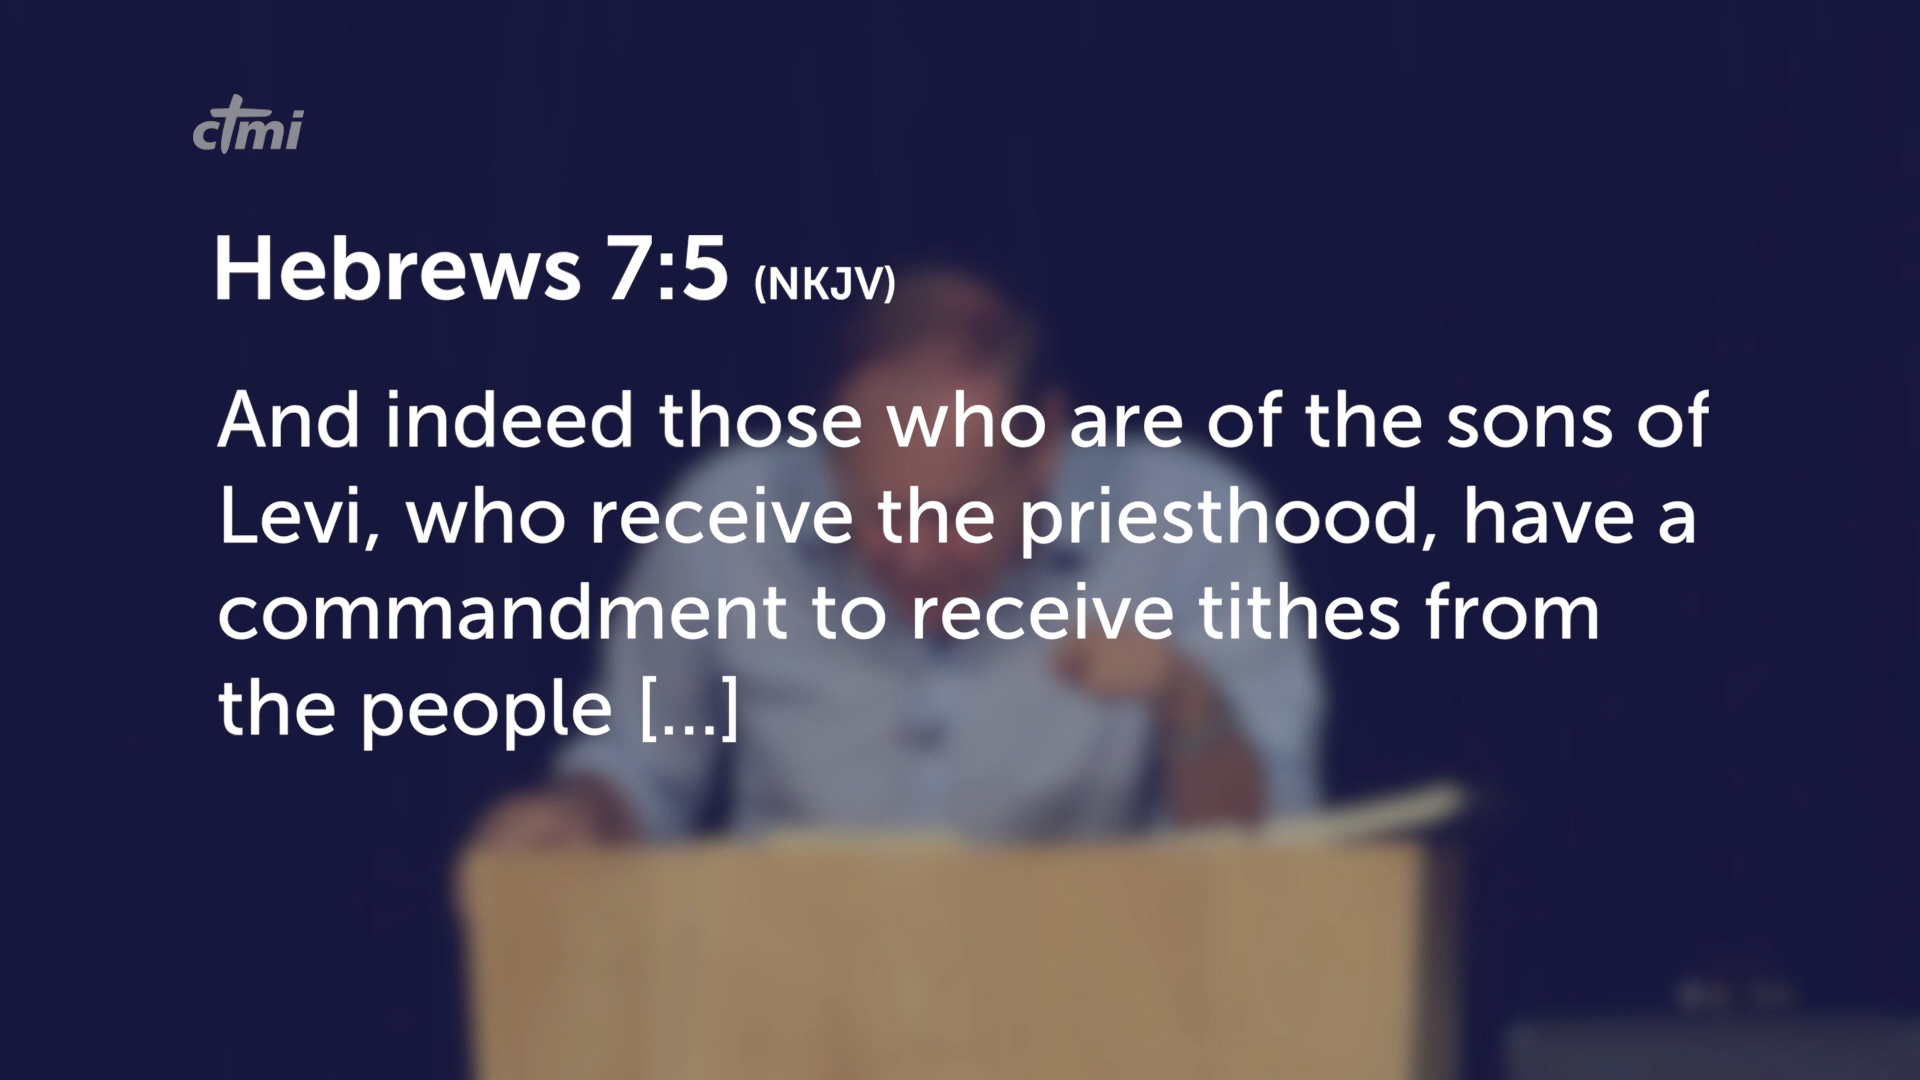 ctmi
Hebrews 7:5 (NKJV)
And indeed those who are of the sons of
Levi, who receive the priesthood, have a
commandment to receive tithes from
the people [...]